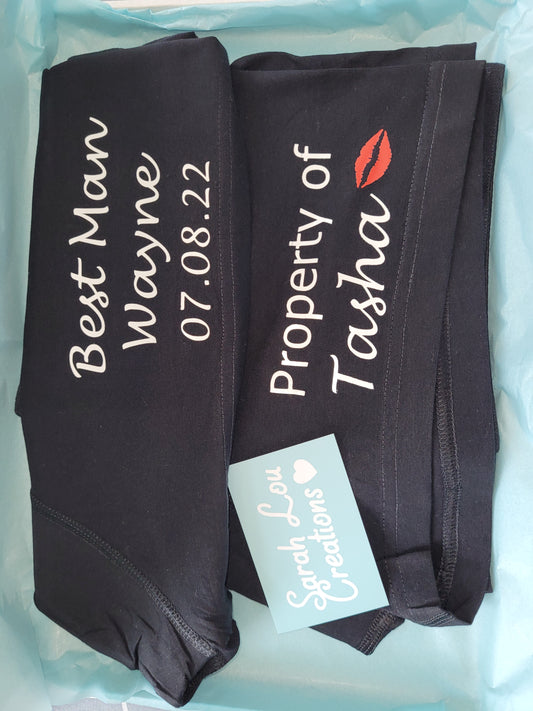 Best Man
Wayne
07.08.22
Property of
Tasha
Sarah Lou
Creations